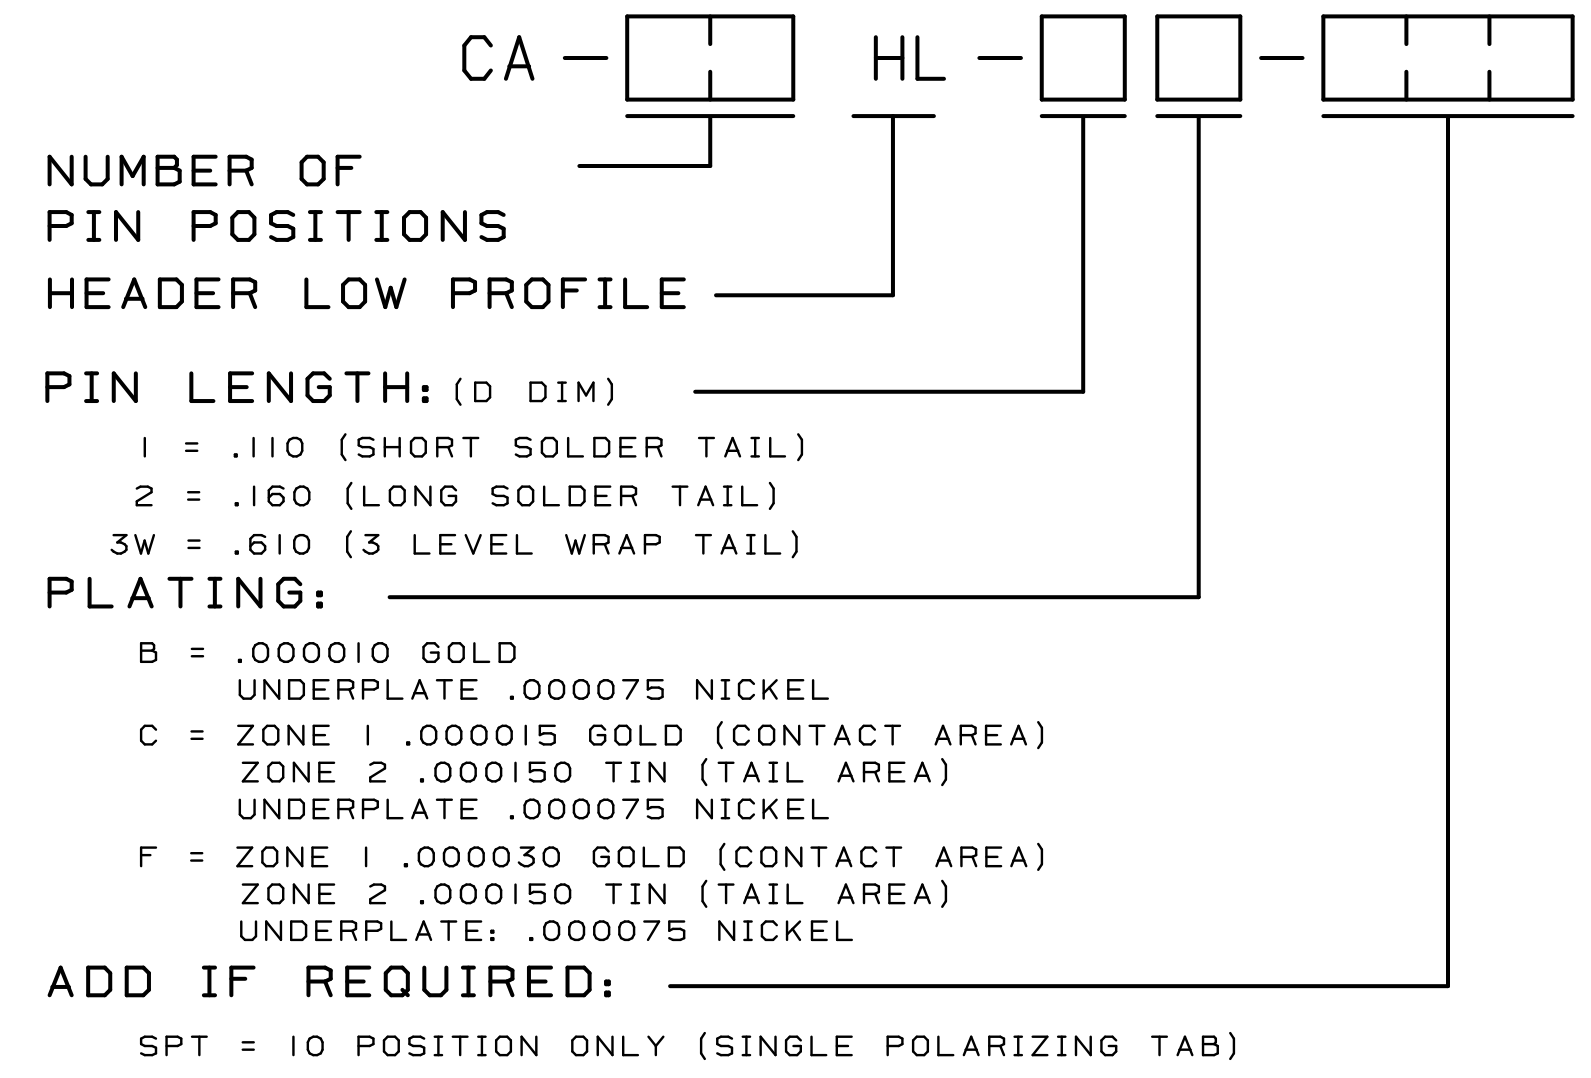 CA - HL - -
NUMBER OF
PIN POSITIONS
HEADER LOW PROFILE
PIN LENGTH: (D DIM)
1 = .110 (SHORT SOLDER TAIL)
2 = .160 (LONG SOLDER TAIL)
3W = .610 (3 LEVEL WRAP TAIL)
PLATING:
B = .000010 GOLD
UNDERPLATE .000075 NICKEL
C = ZONE 1 .000015 GOLD (CONTACT AREA)
ZONE 2 .000150 TIN (TAIL AREA)
UNDERPLATE .000075 NICKEL
F = ZONE 1 .000030 GOLD (CONTACT AREA)
ZONE 2 .000150 TIN (TAIL AREA)
UNDERPLATE: .000075 NICKEL
ADD IF REQUIRED:
SPT = 10 POSITION ONLY (SINGLE POLARIZING TAB)